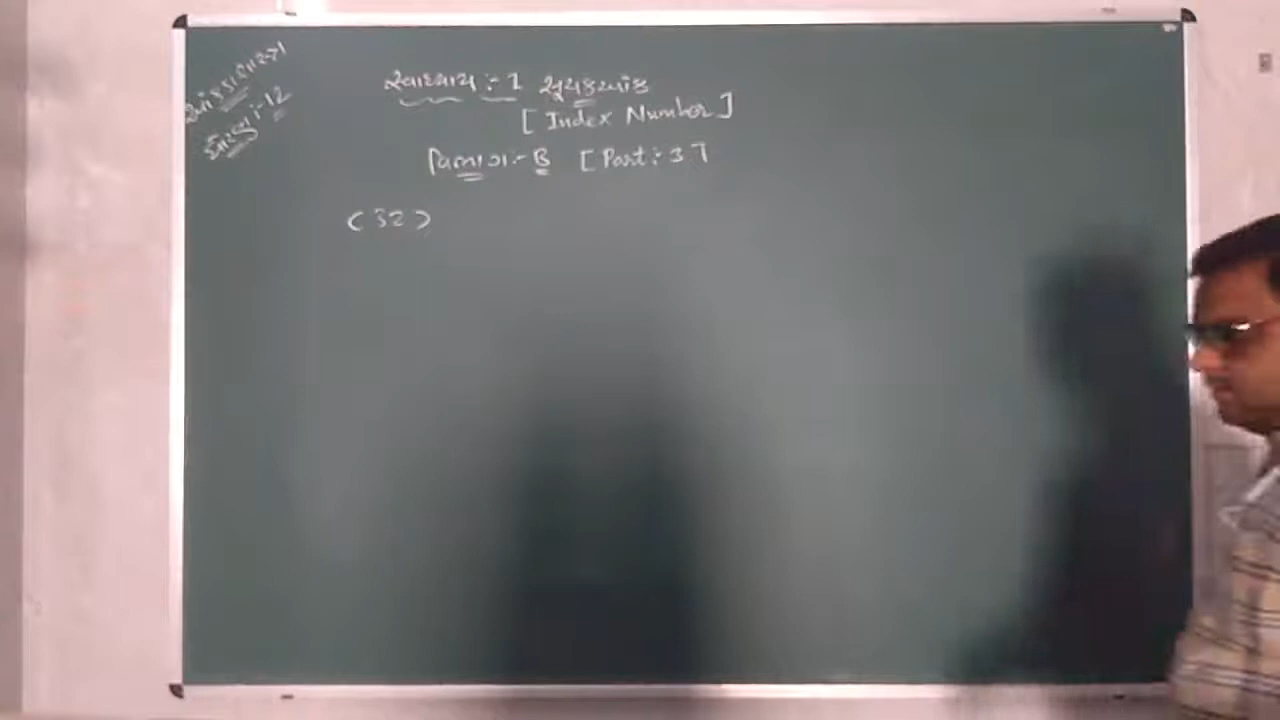 આંકડાશાસ્ત્ર
ધોરણ :- 12
સ્વાધ્યાય :- 1 સૂચકઆંક
[ Index Number ]
વિભાગ :- B [ Part :- 3 ]
( 32 )